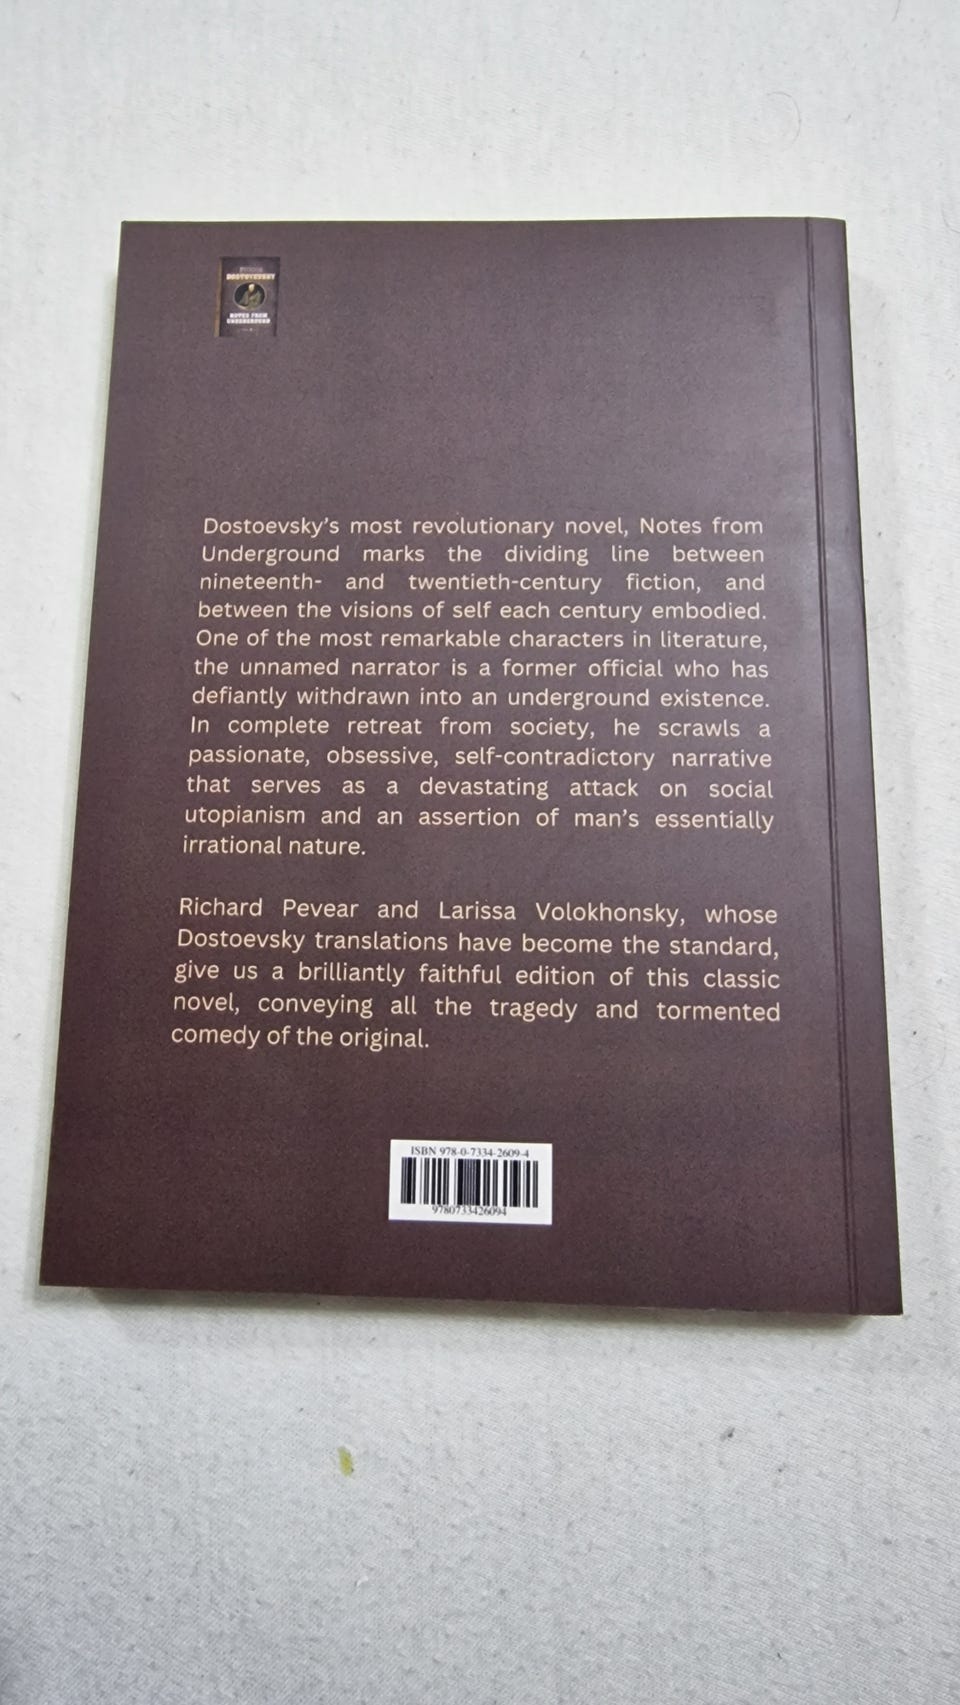 DOSTOEVSKY
NOTES FROM
UNDERGROUND
Dostoevsky's most revolutionary novel, Notes from
Underground marks the dividing line between
nineteenth- and twentieth-century fiction, and
between the visions of self each century embodied.
One of the most remarkable characters in literature,
the unnamed narrator is a former official who has
defiantly withdrawn into an underground existence.
In complete retreat from society, he scrawls a
passionate, obsessive, self-contradictory narrative
that serves as a devastating attack on social
utopianism and an assertion of man's essentially
irrational nature.
Richard Pevear and Larissa Volokhonsky, whose
Dostoevsky translations have become the standard,
give us a brilliantly faithful edition of this classic
novel, conveying all the tragedy and tormented
comedy of the original.
ISBN 978-0-7334-2609-4
9780733426094